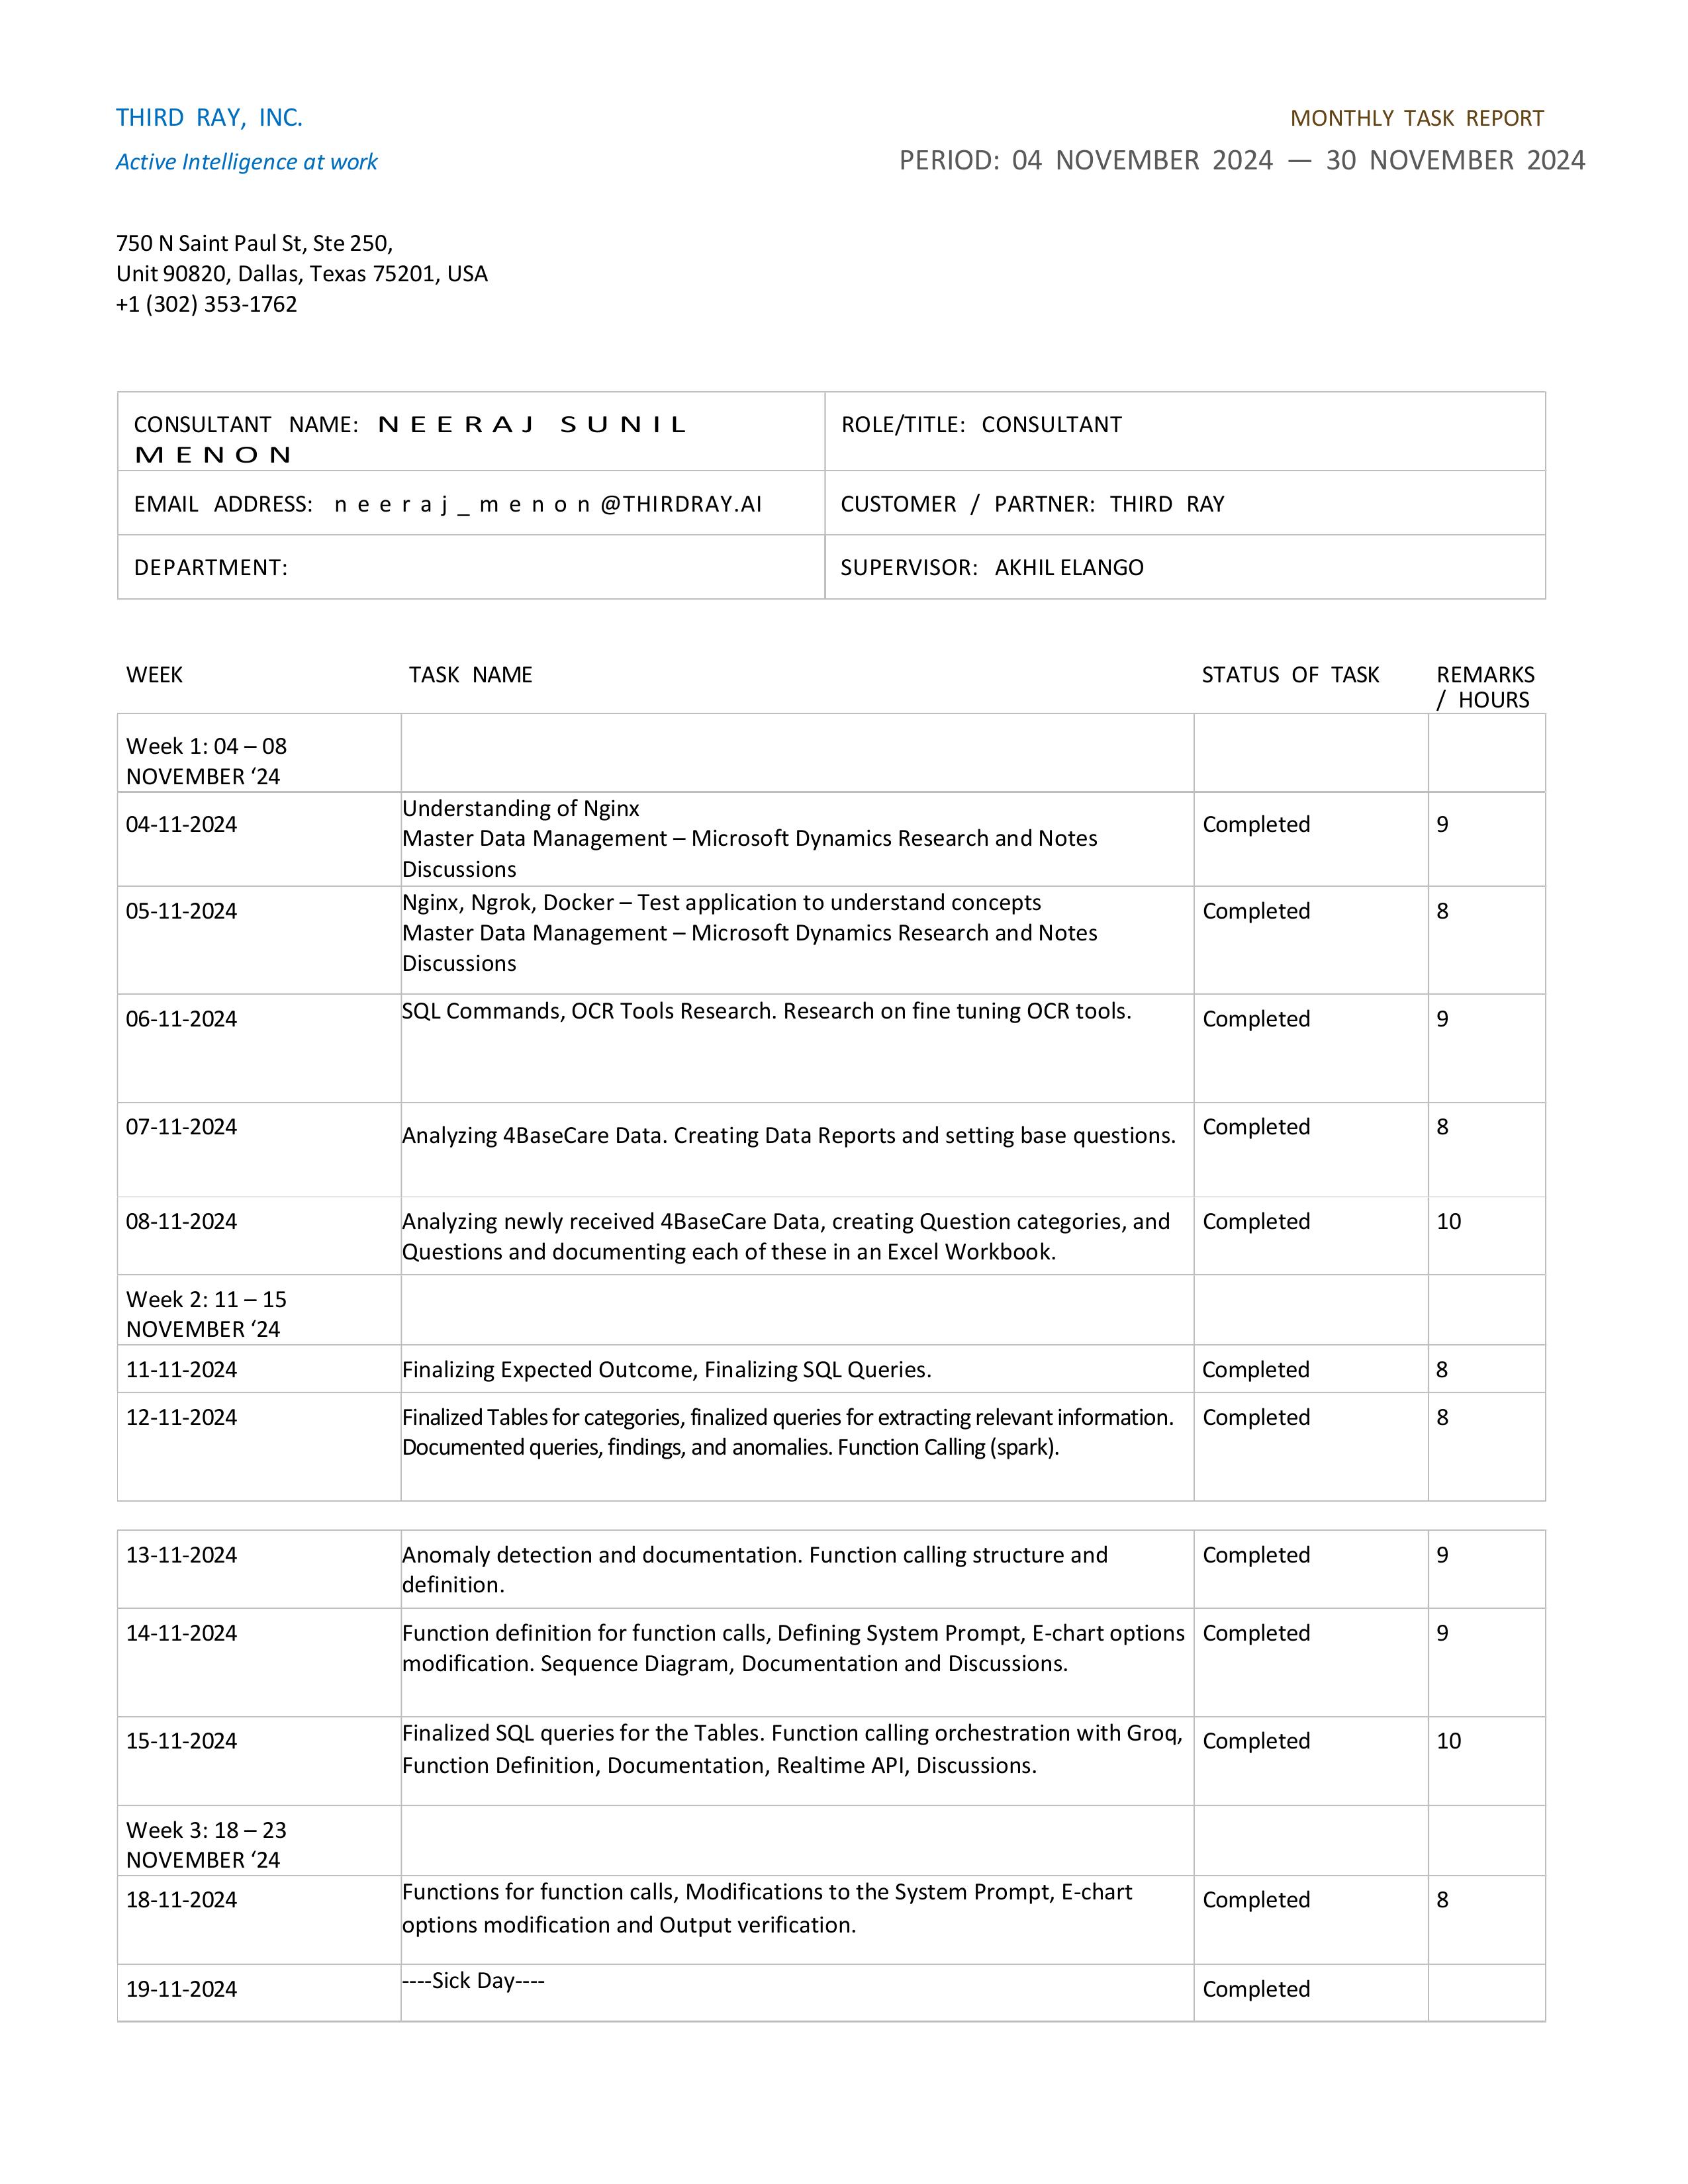 THIRD RAY, INC.
MONTHLY TASK REPORT
Active Intelligence at work
PERIOD: 04 NOVEMBER 2024 — 30 NOVEMBER 2024
750 N Saint Paul St, Ste 250,
Unit 90820, Dallas, Texas 75201, USA
+1 (302) 353-1762
CONSULTANT NAME: NEERAJ SUNIL
MENON
ROLE/TITLE: CONSULTANT
EMAIL ADDRESS: neeraj_menon@THIRDRAY.AI
CUSTOMER / PARTNER: THIRD RAY
DEPARTMENT:
SUPERVISOR: AKHIL ELANGO
WEEK
TASK NAME
STATUS OF TASK
REMARKS
/ HOURS
Week 1: 04 – 08
NOVEMBER ‘24
04-11-2024
Understanding of Nginx
Master Data Management – Microsoft Dynamics Research and Notes
Discussions
Completed
9
05-11-2024
Nginx, Ngrok, Docker – Test application to understand concepts
Master Data Management – Microsoft Dynamics Research and Notes
Discussions
Completed
8
06-11-2024
SQL Commands, OCR Tools Research. Research on fine tuning OCR tools.
Completed
9
07-11-2024
Analyzing 4BaseCare Data. Creating Data Reports and setting base questions.
Completed
8
08-11-2024
Analyzing newly received 4BaseCare Data, creating Question categories, and
Questions and documenting each of these in an Excel Workbook.
Completed
10
Week 2: 11 – 15
NOVEMBER ‘24
11-11-2024
Finalizing Expected Outcome, Finalizing SQL Queries.
Completed
8
12-11-2024
Finalized Tables for categories, finalized queries for extracting relevant information.
Documented queries, findings, and anomalies. Function Calling (spark).
Completed
8
13-11-2024
Anomaly detection and documentation. Function calling structure and
definition.
Completed
9
14-11-2024
Function definition for function calls, Defining System Prompt, E-chart options
modification. Sequence Diagram, Documentation and Discussions.
Completed
9
15-11-2024
Finalized SQL queries for the Tables. Function calling orchestration with Groq,
Function Definition, Documentation, Realtime API, Discussions.
Completed
10
Week 3: 18 – 23
NOVEMBER ‘24
18-11-2024
Functions for function calls, Modifications to the System Prompt, E-chart
options modification and Output verification.
Completed
8
19-11-2024
----Sick Day----
Completed